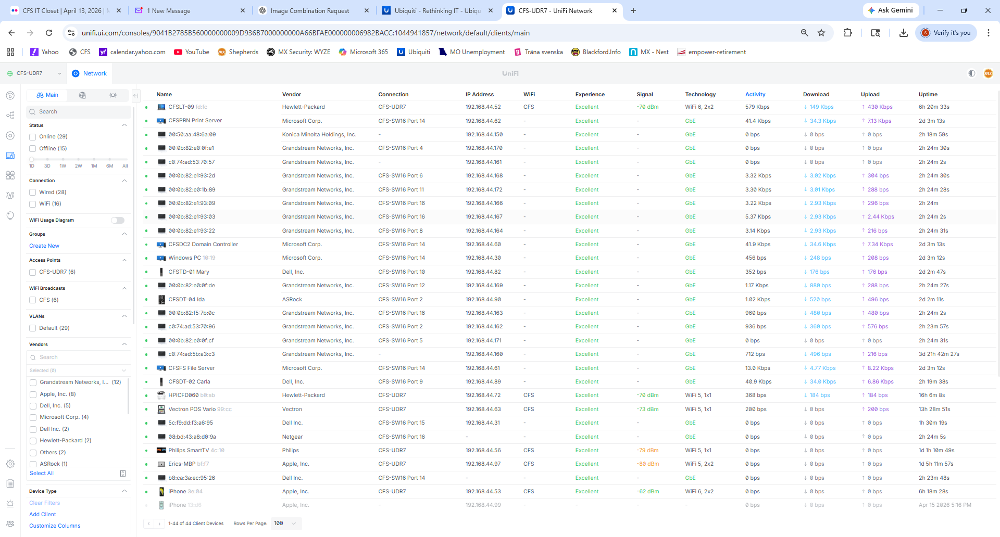 CFS IT Closet | April 13, 2026 |
1 New Message
Image Combination Request
Ubiquiti - Rethinking IT - Ubiqu
CFS-UDR7 - UniFi Network
Ask Gemini
unifi.ui.com/consoles/9041B2785B560000000009D936B7000000000A66BFAE000000006982BACC:1044941857/network/default/clients/main
Verify it's you
Yahoo CFS calendar.yahoo.com YouTube Shepherds MX Security: WYZE Microsoft 365 Ubiquiti MO Unemployment Träna svenska Blackford.Info MX - Nest empower-retirement
CFS-UDR7 Network UniFi
Main
Search
Status
Online (29)
Offline (15)
1D 3D 1W 2W 1M 6M All
Connection
Wired (28)
WiFi (16)
WiFi Usage Diagram
Groups
Create New
Access Points
CFS-UDR7 (6)
WiFi Broadcasts
CFS (6)
VLANs
Default (29)
Vendors
Search
Selected (0)
Grandstream Networks, I... (12)
Apple, Inc. (8)
Dell, Inc. (5)
Microsoft Corp. (4)
Dell Inc. (2)
Hewlett-Packard (2)
Others (2)
ASRock (1)
Select All
Device Type
Clear Filters
Add Client
Customize Columns
Name Vendor Connection IP Address WiFi Experience Signal Technology Activity Download Upload Uptime
CFSLT-09 fd:fc Hewlett-Packard CFS-UDR7 192.168.44.52 CFS Excellent -70 dBm WiFi 6, 2x2 579 Kbps ↓ 149 Kbps ↑ 430 Kbps 6h 20m 33s
CFSPRN Print Server Microsoft Corp. CFS-SW16 Port 14 192.168.44.62 - Excellent - GbE 41.4 Kbps ↓ 34.3 Kbps ↑ 7.13 Kbps 2d 3m 13s
00:50:aa:48:6a:09 Konica Minolta Holdings, Inc. - 192.168.44.150 - Excellent - GbE 0 bps ↓ 0 bps ↑ 0 bps 2h 18m 59s
00:0b:82:e0:0f:e1 Grandstream Networks, Inc. CFS-SW16 Port 4 192.168.44.170 - Excellent - GbE 0 bps ↓ 0 bps ↑ 0 bps 2h 24m 30s
c0:74:ad:53:70:57 Grandstream Networks, Inc. - 192.168.44.161 - Excellent - GbE 0 bps ↓ 0 bps ↑ 0 bps 2h 24m 2s
00:0b:82:e1:93:2d Grandstream Networks, Inc. CFS-SW16 Port 6 192.168.44.168 - Excellent - GbE 3.32 Kbps ↓ 3.02 Kbps ↑ 304 bps 2h 24m 30s
00:0b:82:e0:1b:89 Grandstream Networks, Inc. CFS-SW16 Port 11 192.168.44.172 - Excellent - GbE 3.30 Kbps ↓ 3.01 Kbps ↑ 288 bps 2h 24m 28s
00:0b:82:e1:93:09 Grandstream Networks, Inc. CFS-SW16 Port 16 192.168.44.166 - Excellent - GbE 3.22 Kbps ↓ 2.93 Kbps ↑ 296 bps 2h 24m
00:0b:82:e1:93:03 Grandstream Networks, Inc. CFS-SW16 Port 16 192.168.44.167 - Excellent - GbE 5.37 Kbps ↓ 2.93 Kbps ↑ 2.44 Kbps 2h 24m 2s
00:0b:82:e1:93:22 Grandstream Networks, Inc. CFS-SW16 Port 8 192.168.44.164 - Excellent - GbE 3.14 Kbps ↓ 2.93 Kbps ↑ 216 bps 2h 24m 31s
CFSDC2 Domain Controller Microsoft Corp. CFS-SW16 Port 14 192.168.44.60 - Excellent - GbE 41.9 Kbps ↓ 34.6 Kbps ↑ 7.34 Kbps 2d 3m 13s
Windows PC 10:19 Microsoft Corp. CFS-SW16 Port 14 192.168.44.30 - Excellent - GbE 456 bps ↓ 248 bps ↑ 208 bps 2d 3m 12s
CFSTD-01 Mary Dell, Inc. CFS-SW16 Port 10 192.168.44.82 - Excellent - GbE 352 bps ↓ 176 bps ↑ 176 bps 2d 2m 47s
00:0b:82:e0:0f:de Grandstream Networks, Inc. CFS-SW16 Port 12 192.168.44.169 - Excellent - GbE 1.17 Kbps ↓ 880 bps ↑ 288 bps 2h 24m 27s
CFSDT-04 Ida ASRock CFS-SW16 Port 2 192.168.44.90 - Excellent - GbE 1.02 Kbps ↓ 520 bps ↑ 496 bps 2d 2m 11s
00:0b:82:f5:7b:0c Grandstream Networks, Inc. CFS-SW16 Port 16 192.168.44.163 - Excellent - GbE 960 bps ↓ 480 bps ↑ 480 bps 2h 24m 2s
c0:74:ad:53:70:96 Grandstream Networks, Inc. CFS-SW16 Port 2 192.168.44.162 - Excellent - GbE 936 bps ↓ 360 bps ↑ 576 bps 2h 23m 57s
00:0b:82:e0:0f:cf Grandstream Networks, Inc. CFS-SW16 Port 5 192.168.44.171 - Excellent - GbE 0 bps ↓ 0 bps ↑ 0 bps 2h 24m 31s
c0:74:ad:5b:a3:c3 Grandstream Networks, Inc. - 192.168.44.160 - Excellent - GbE 712 bps ↓ 496 bps ↑ 216 bps 3d 21h 42m 27s
CFSFS File Server Microsoft Corp. CFS-SW16 Port 14 192.168.44.61 - Excellent - GbE 13.0 Kbps ↓ 4.77 Kbps ↑ 8.22 Kbps 2d 3m 12s
CFSDT-02 Carla Dell, Inc. CFS-SW16 Port 9 192.168.44.89 - Excellent - GbE 40.9 Kbps ↓ 34.0 Kbps ↑ 6.86 Kbps 2h 19m 38s
HPICFD060 b0:ab Hewlett-Packard CFS-UDR7 192.168.44.72 CFS Excellent -70 dBm WiFi 5, 1x1 368 bps ↓ 184 bps ↑ 184 bps 16h 6m 8s
Vectron POS Vario 99:cc Vectron CFS-UDR7 192.168.44.63 CFS Excellent -73 dBm WiFi 5, 1x1 200 bps ↓ 0 bps ↑ 200 bps 13h 28m 51s
5c:f9:dd:f3:a6:95 Dell Inc. CFS-SW16 Port 15 192.168.44.31 - Excellent - GbE 0 bps ↓ 0 bps ↑ 0 bps 1h 30m 19s
08:bd:43:a8:d0:9a Netgear CFS-SW16 Port 16 - - Excellent - GbE 0 bps ↓ 0 bps ↑ 0 bps 2h 24m 5s
Philips SmartTV 4c:10 Philips CFS-UDR7 192.168.44.56 CFS Excellent -79 dBm WiFi 5, 1x1 0 bps ↓ 0 bps ↑ 0 bps 1d 1h 10m 49s
Erics-MBP bf:f7 Apple, Inc. CFS-UDR7 192.168.44.97 CFS Excellent -80 dBm WiFi 5, 2x2 0 bps ↓ 0 bps ↑ 0 bps 1d 5h 11m 57s
b8:ca:3a:ec:95:26 Dell Inc. CFS-SW16 Port 14 - - Excellent - GbE 0 bps ↓ 0 bps ↑ 0 bps 2h 23m 48s
iPhone 3e:04 Apple, Inc. CFS-UDR7 192.168.44.53 CFS Excellent -62 dBm WiFi 6, 2x2 0 bps ↓ 0 bps ↑ 0 bps 6h 18m 28s
iPhone 13:d6 Apple, Inc. - 192.168.44.99 - - - - 0 bps ↓ 0 bps ↑ 0 bps Apr 15 2026 5:16 PM
1-44 of 44 Client Devices Rows Per Page: 100